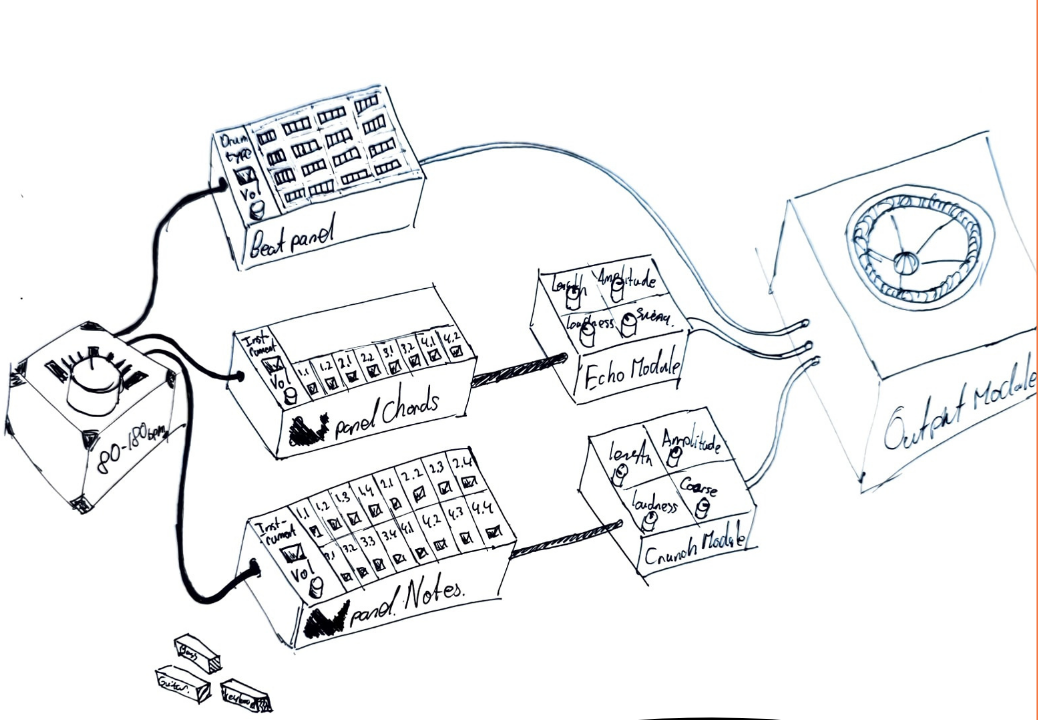 Drum
type
Vol
Beat panel
80-180bpm
Inst-
rument
Vol
1.1 1.2 2.1 2.2 3.1 3.2 4.1 4.2
panel Chords
Length Amplitude
loudness
Echo Module
Output Module
Inst-
rument
Vol
1.1 1.2 1.3 1.4 2.1 2.2 2.3 2.4
3.1 3.2 3.3 3.4 4.1 4.2 4.3 4.4
panel Notes.
Length Amplitude
loudness Coarse
Crunch Module
Bass
Guitar